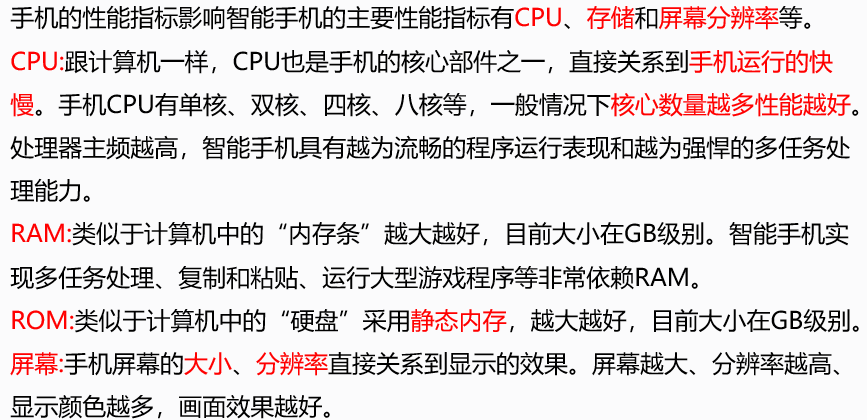 手机的性能指标影响智能手机的主要性能指标有CPU、存储和屏幕分辨率等。
CPU:跟计算机一样，CPU也是手机的核心部件之一，直接关系到手机运行的快
慢。手机CPU有单核、双核、四核、八核等，一般情况下核心数量越多性能越好。
处理器主频越高，智能手机具有越为流畅的程序运行表现和越为强悍的多任务处
理能力。
RAM:类似于计算机中的“内存条”越大越好，目前大小在GB级别。智能手机实
现多任务处理、复制和粘贴、运行大型游戏程序等非常依赖RAM。
ROM:类似于计算机中的“硬盘”采用静态内存，越大越好，目前大小在GB级别。
屏幕:手机屏幕的大小、分辨率直接关系到显示的效果。屏幕越大、分辨率越高、
显示颜色越多，画面效果越好。